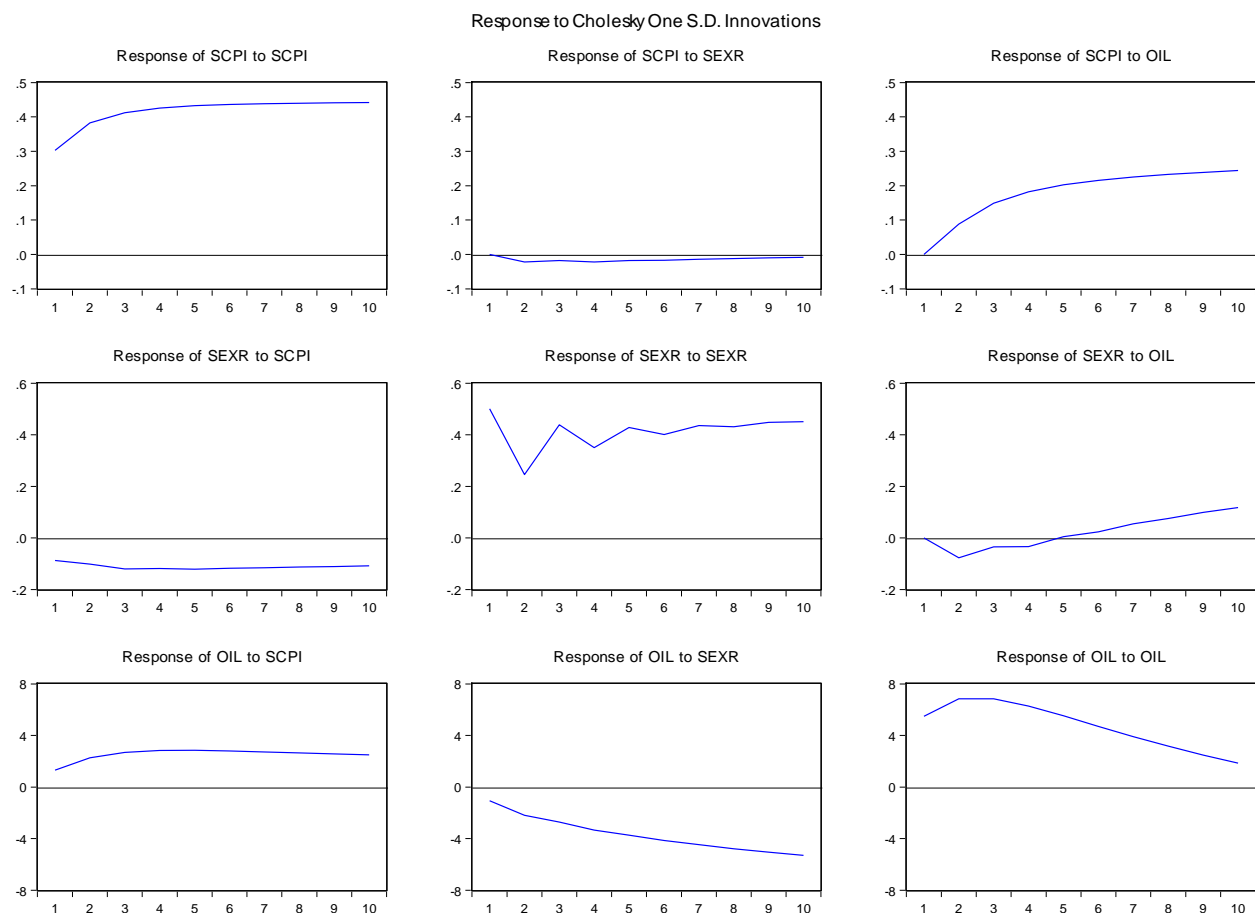 Response to Cholesky One S.D. Innovations
Response of SCPI to SCPI
.5
.4
.3
.2
.1
.0
-.1
1 2 3 4 5 6 7 8 9 10
Response of SCPI to SEXR
.5
.4
.3
.2
.1
.0
-.1
1 2 3 4 5 6 7 8 9 10
Response of SCPI to OIL
.5
.4
.3
.2
.1
.0
-.1
1 2 3 4 5 6 7 8 9 10
Response of SEXR to SCPI
.6
.4
.2
.0
-.2
1 2 3 4 5 6 7 8 9 10
Response of SEXR to SEXR
.6
.4
.2
.0
-.2
1 2 3 4 5 6 7 8 9 10
Response of SEXR to OIL
.6
.4
.2
.0
-.2
1 2 3 4 5 6 7 8 9 10
Response of OIL to SCPI
8
4
0
-4
-8
1 2 3 4 5 6 7 8 9 10
Response of OIL to SEXR
8
4
0
-4
-8
1 2 3 4 5 6 7 8 9 10
Response of OIL to OIL
8
4
0
-4
-8
1 2 3 4 5 6 7 8 9 10